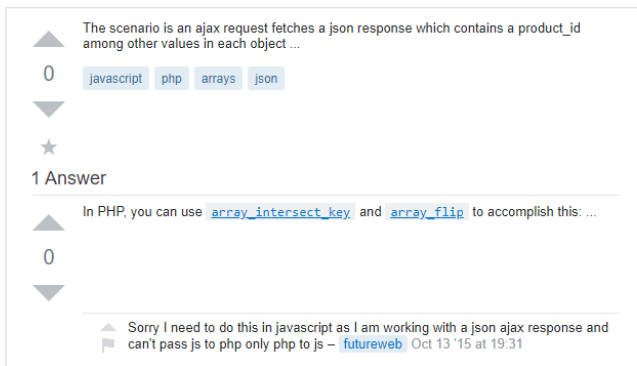 The scenario is an ajax request fetches a json response which contains a product_id
among other values in each object ...
0
javascript php arrays json
1 Answer
In PHP, you can use array_intersect_key and array_flip to accomplish this: ...
0
Sorry I need to do this in javascript as I am working with a json ajax response and
can't pass js to php only php to js – futureweb Oct 13 '15 at 19:31